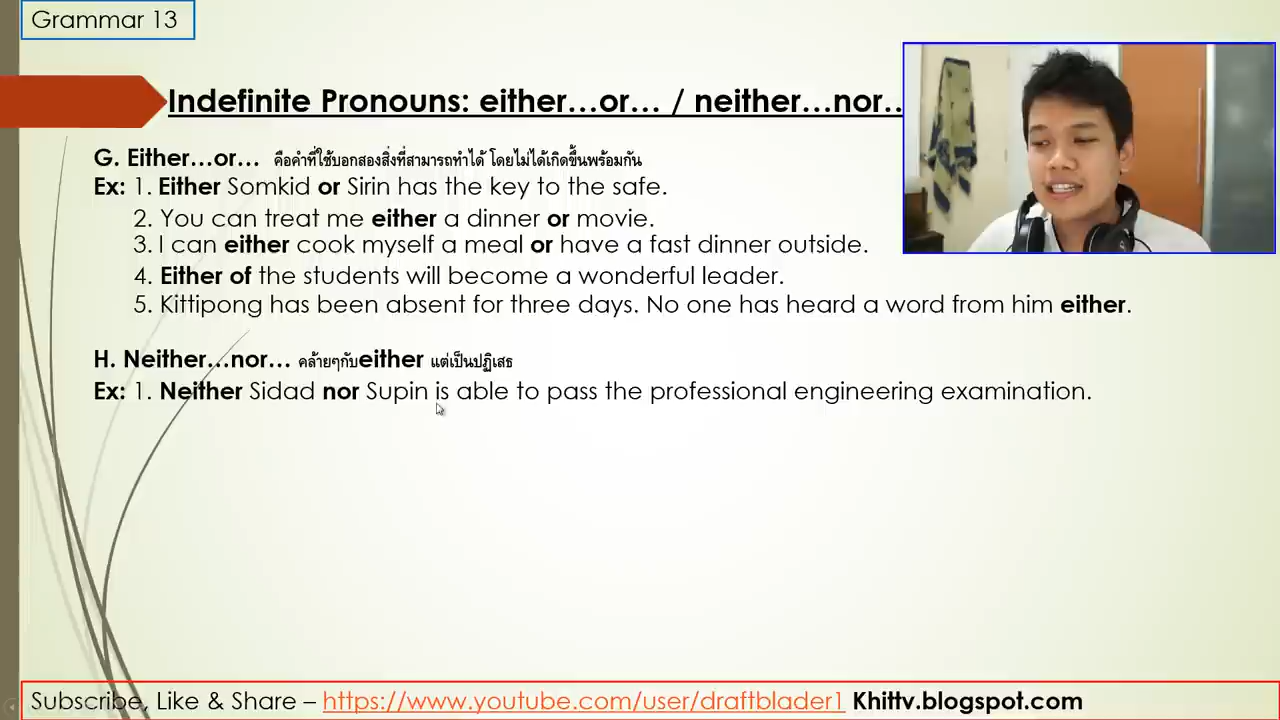 Grammar 13
Indefinite Pronouns: either…or… / neither…nor…
G. Either…or… คือคำที่ใช้บอกสองสิ่งที่สามารถทำได้ โดยไม่ได้เกิดขึ้นพร้อมกัน
Ex: 1. Either Somkid or Sirin has the key to the safe.
2. You can treat me either a dinner or movie.
3. I can either cook myself a meal or have a fast dinner outside.
4. Either of the students will become a wonderful leader.
5. Kittipong has been absent for three days. No one has heard a word from him either.
H. Neither…nor… คล้ายๆกับeither แต่เป็นปฏิเสธ
Ex: 1. Neither Sidad nor Supin is able to pass the professional engineering examination.
Subscribe, Like & Share – https://www.youtube.com/user/draftblader1 Khittv.blogspot.com